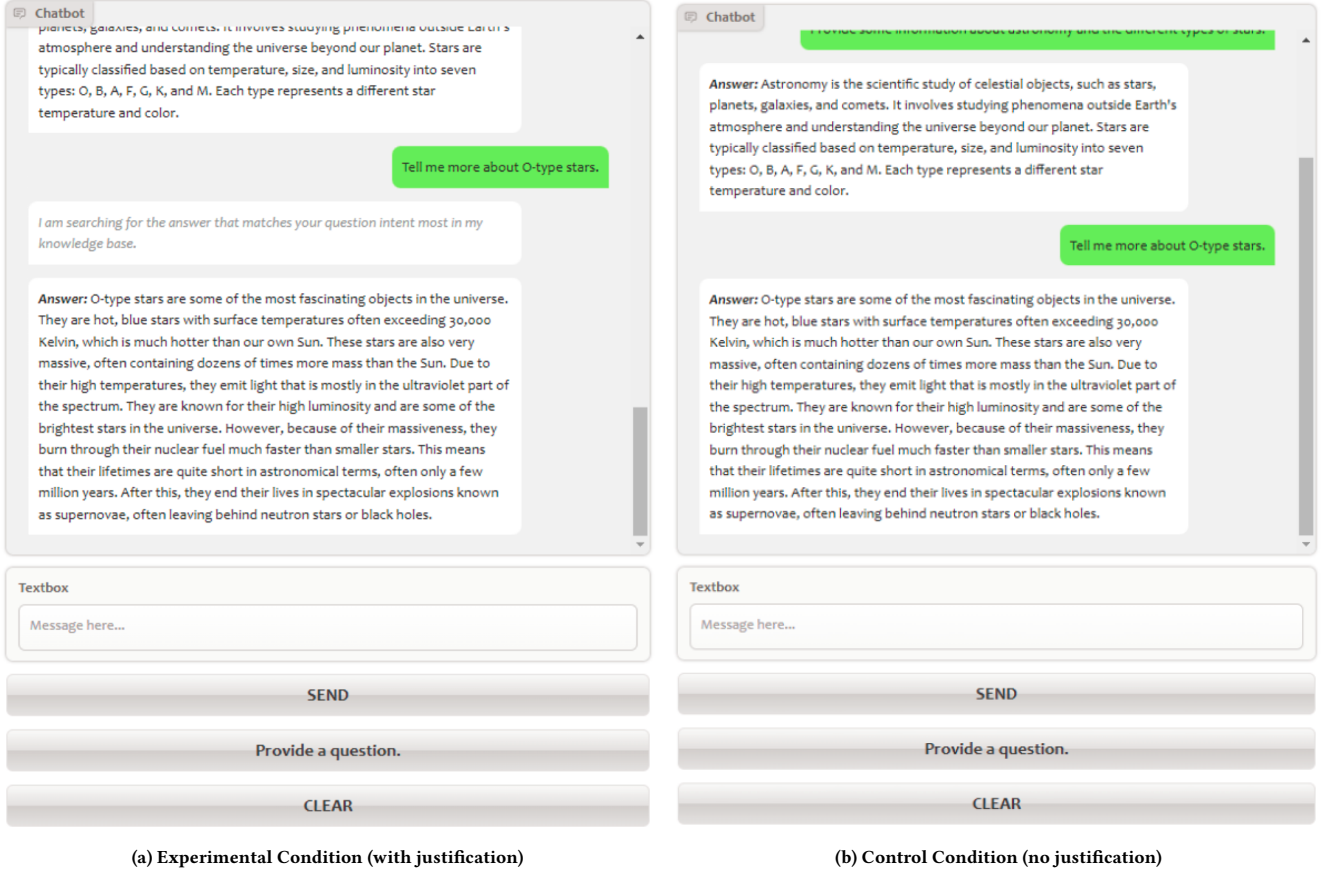 Chatbot
planets, galaxies, and comets. It involves studying phenomena outside Earth's
atmosphere and understanding the universe beyond our planet. Stars are
typically classified based on temperature, size, and luminosity into seven
types: O, B, A, F, G, K, and M. Each type represents a different star
temperature and color.
Tell me more about O-type stars.
I am searching for the answer that matches your question intent most in my
knowledge base.
Answer: O-type stars are some of the most fascinating objects in the universe.
They are hot, blue stars with surface temperatures often exceeding 30,000
Kelvin, which is much hotter than our own Sun. These stars are also very
massive, often containing dozens of times more mass than the Sun. Due to
their high temperatures, they emit light that is mostly in the ultraviolet part of
the spectrum. They are known for their high luminosity and are some of the
brightest stars in the universe. However, because of their massiveness, they
burn through their nuclear fuel much faster than smaller stars. This means
that their lifetimes are quite short in astronomical terms, often only a few
million years. After this, they end their lives in spectacular explosions known
as supernovae, often leaving behind neutron stars or black holes.
Textbox
Message here...
SEND
Provide a question.
CLEAR
(a) Experimental Condition (with justification)
Chatbot
Provide some information about astronomy and the different types of stars.
Answer: Astronomy is the scientific study of celestial objects, such as stars,
planets, galaxies, and comets. It involves studying phenomena outside Earth's
atmosphere and understanding the universe beyond our planet. Stars are
typically classified based on temperature, size, and luminosity into seven
types: O, B, A, F, G, K, and M. Each type represents a different star
temperature and color.
Tell me more about O-type stars.
Answer: O-type stars are some of the most fascinating objects in the universe.
They are hot, blue stars with surface temperatures often exceeding 30,000
Kelvin, which is much hotter than our own Sun. These stars are also very
massive, often containing dozens of times more mass than the Sun. Due to
their high temperatures, they emit light that is mostly in the ultraviolet part of
the spectrum. They are known for their high luminosity and are some of the
brightest stars in the universe. However, because of their massiveness, they
burn through their nuclear fuel much faster than smaller stars. This means
that their lifetimes are quite short in astronomical terms, often only a few
million years. After this, they end their lives in spectacular explosions known
as supernovae, often leaving behind neutron stars or black holes.
Textbox
Message here...
SEND
Provide a question.
CLEAR
(b) Control Condition (no justification)